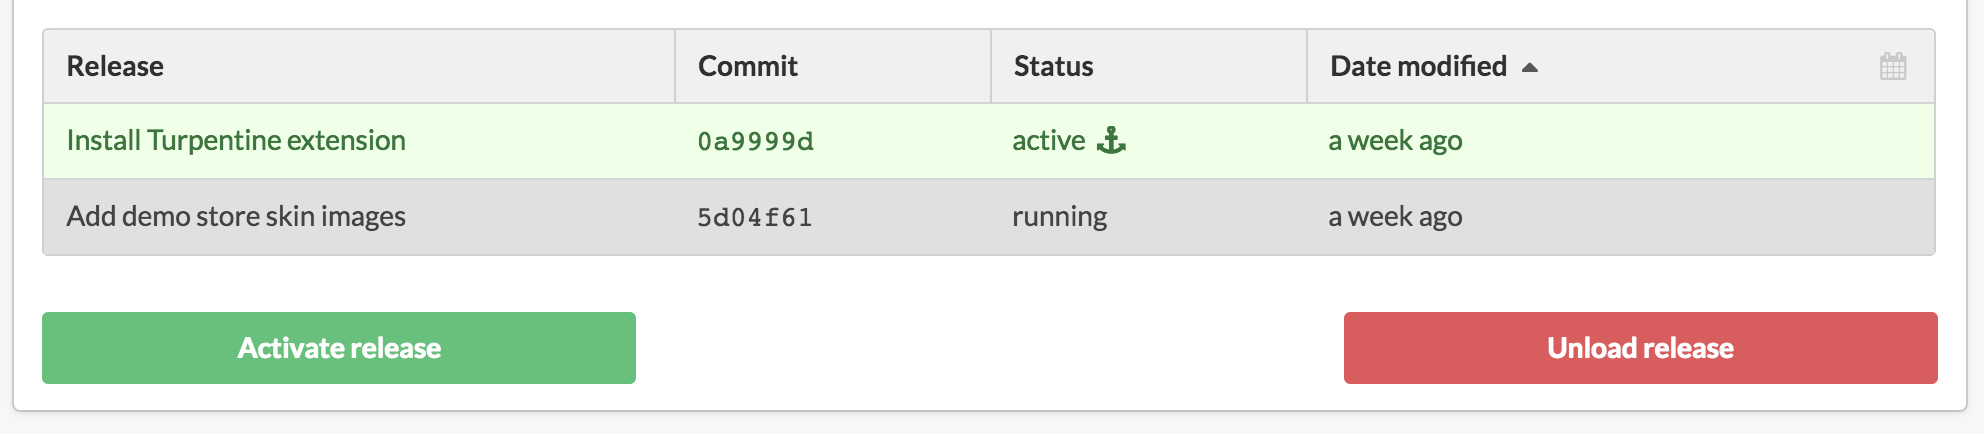 Release Commit Status Date modified
Install Turpentine extension 0a9999d active a week ago
Add demo store skin images 5d04f61 running a week ago
Activate release Unload release